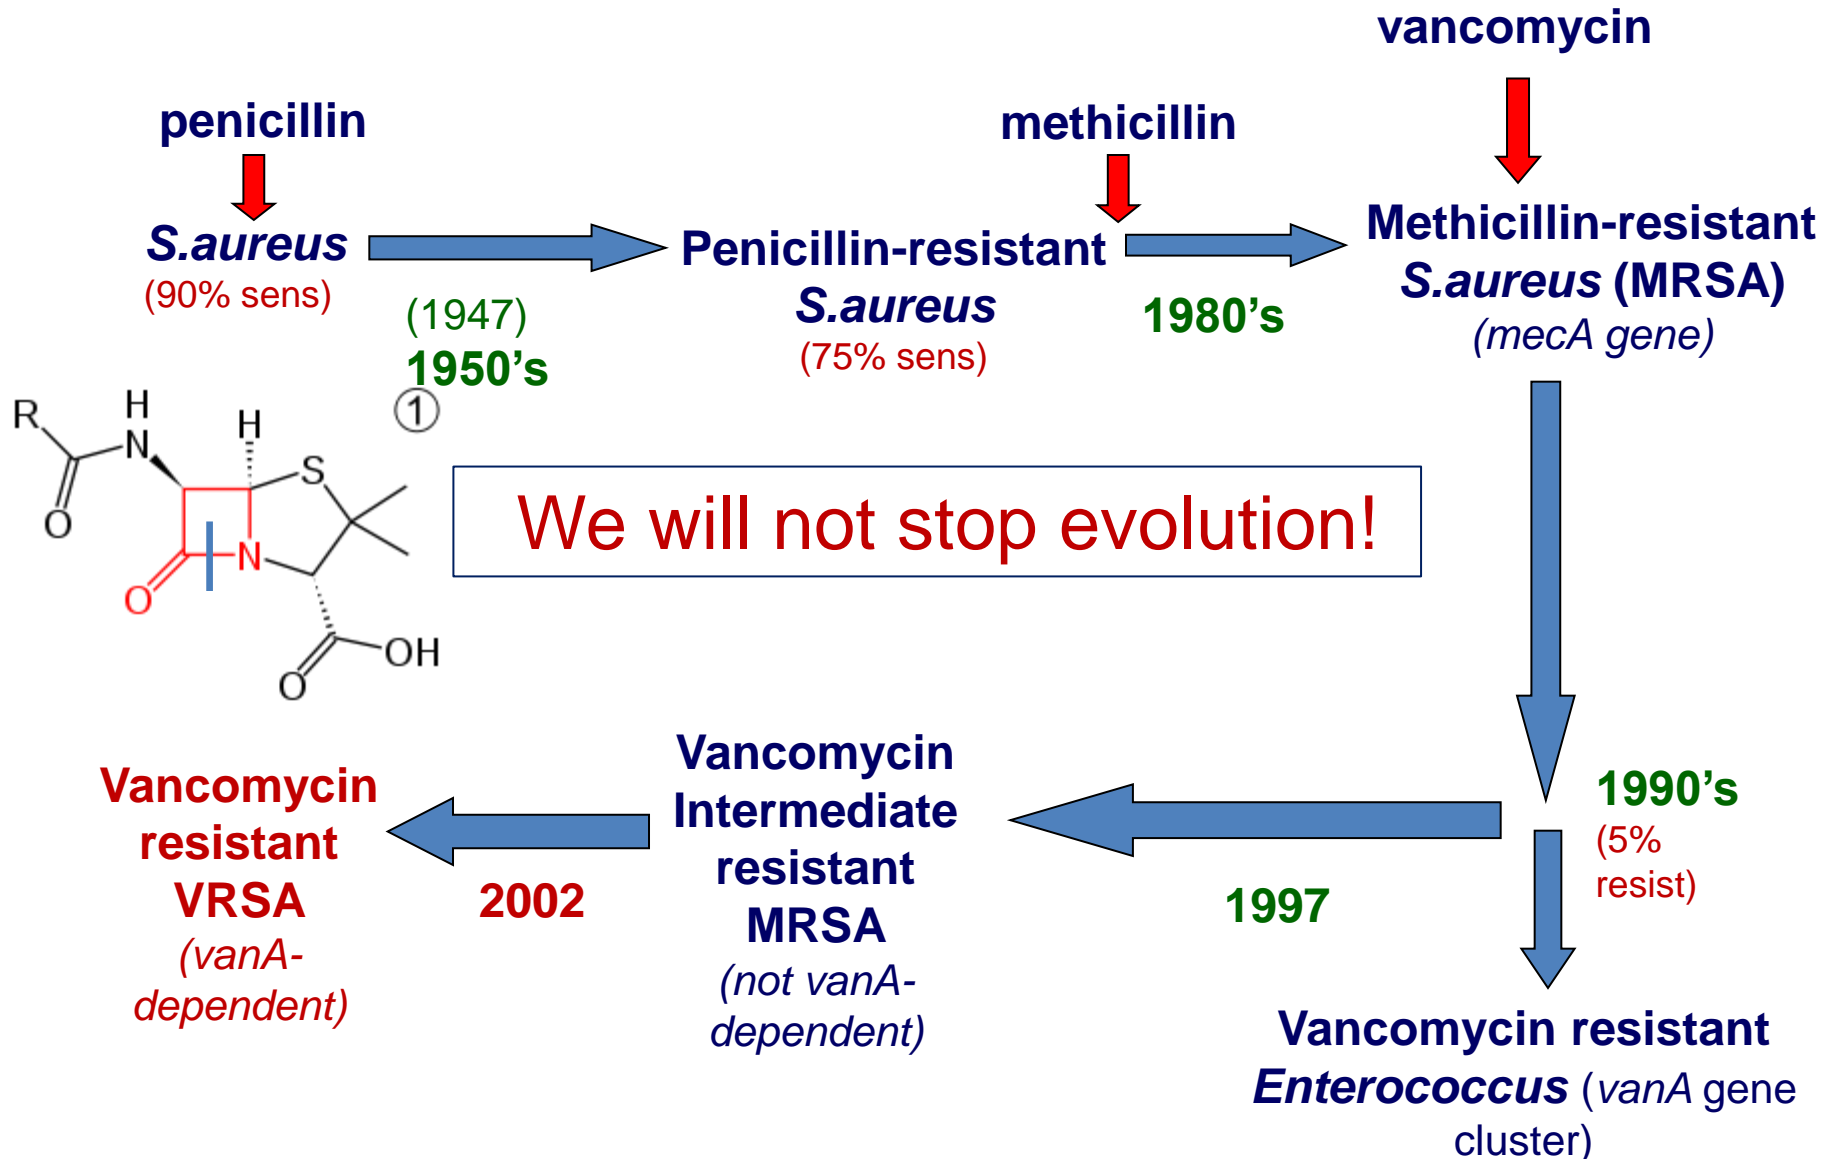 vancomycin
penicillin
methicillin
S.aureus
(90% sens)
(1947)
1950's
Penicillin-resistant
S.aureus
(75% sens)
1980's
Methicillin-resistant
S.aureus (MRSA)
(mecA gene)
R
H
N
H
S
O
N
O
O
OH
1
We will not stop evolution!
1990's
(5%
resist)
Vancomycin resistant
Enterococcus (vanA gene
cluster)
1997
Vancomycin
Intermediate
resistant
MRSA
(not vanA-
dependent)
2002
Vancomycin
resistant
VRSA
(vanA-
dependent)